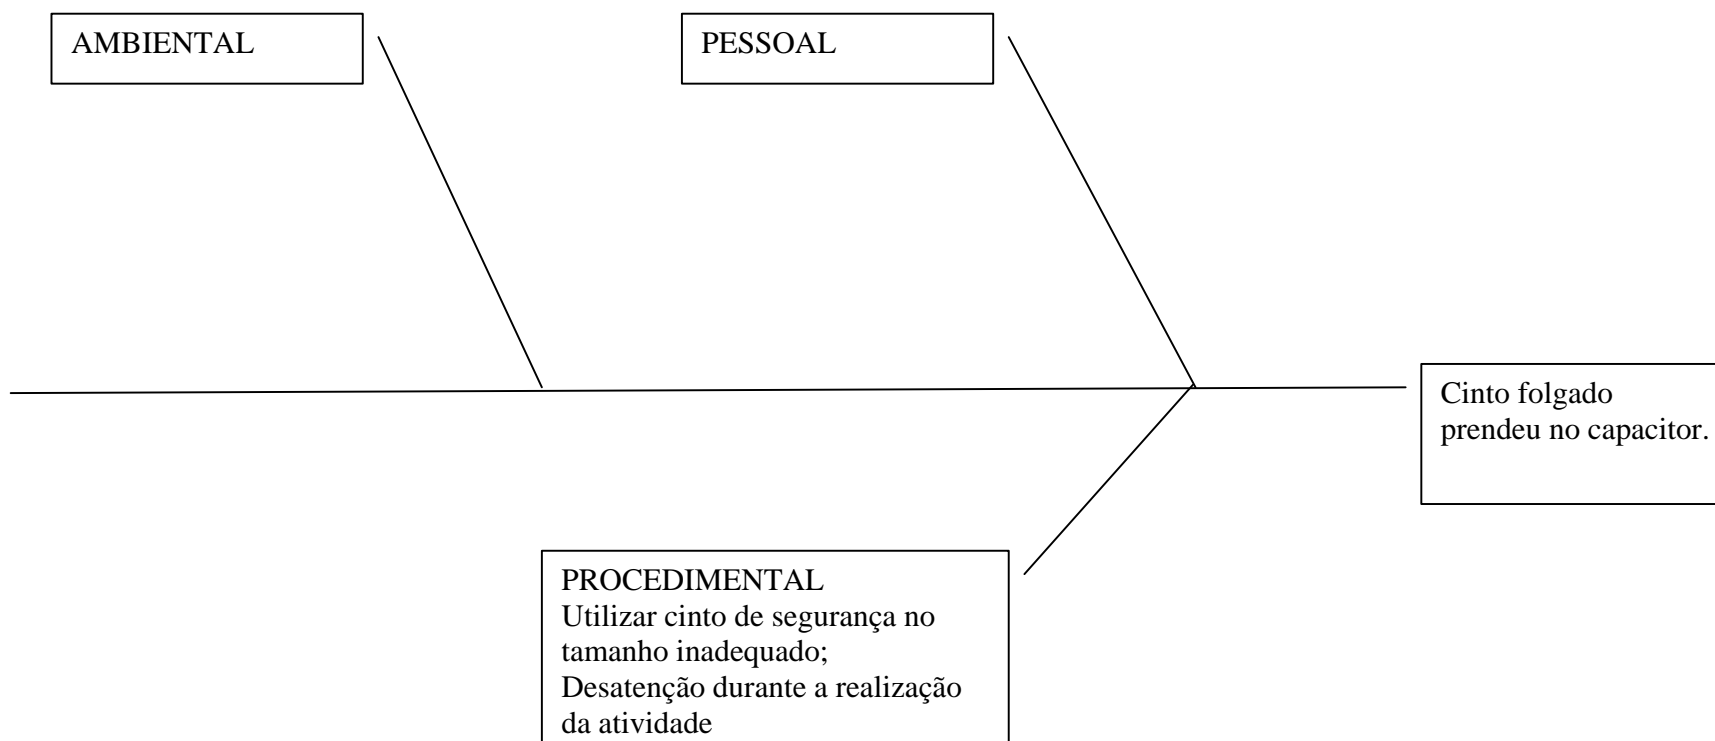 AMBIENTAL
PESSOAL
Cinto folgado
prendeu no capacitor.
PROCEDIMENTAL
Utilizar cinto de segurança no
tamanho inadequado;
Desatenção durante a realização
da atividade